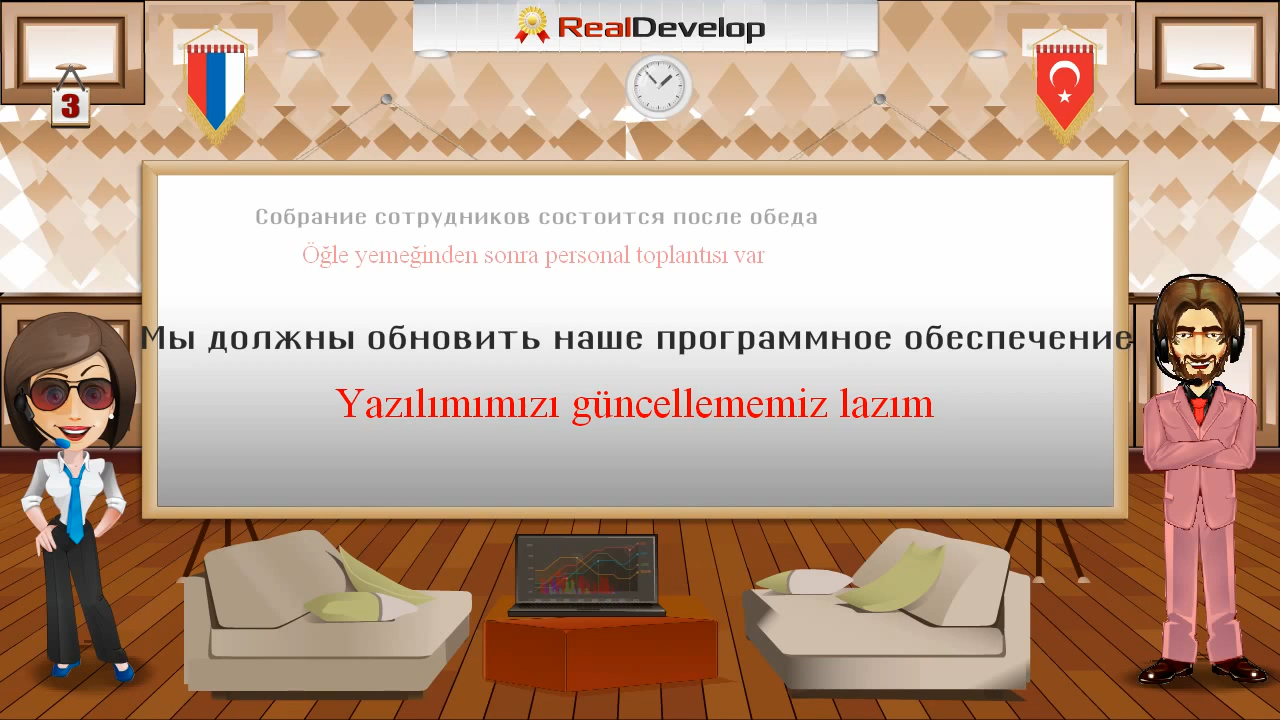 RealDevelop
3
Собрание сотрудников состоится после обеда
Öğle yemeğinden sonra personal toplantısı var
Мы должны обновить наше программное обеспечение
Yazılımımızı güncellememiz lazım